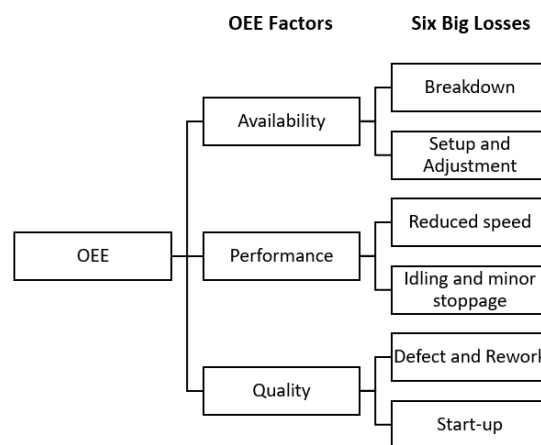 OEE Factors
Six Big Losses
Breakdown
Availability
Setup and
Adjustment
Reduced speed
OEE
Performance
Idling and minor
stoppage
Defect and Rework
Quality
Start-up